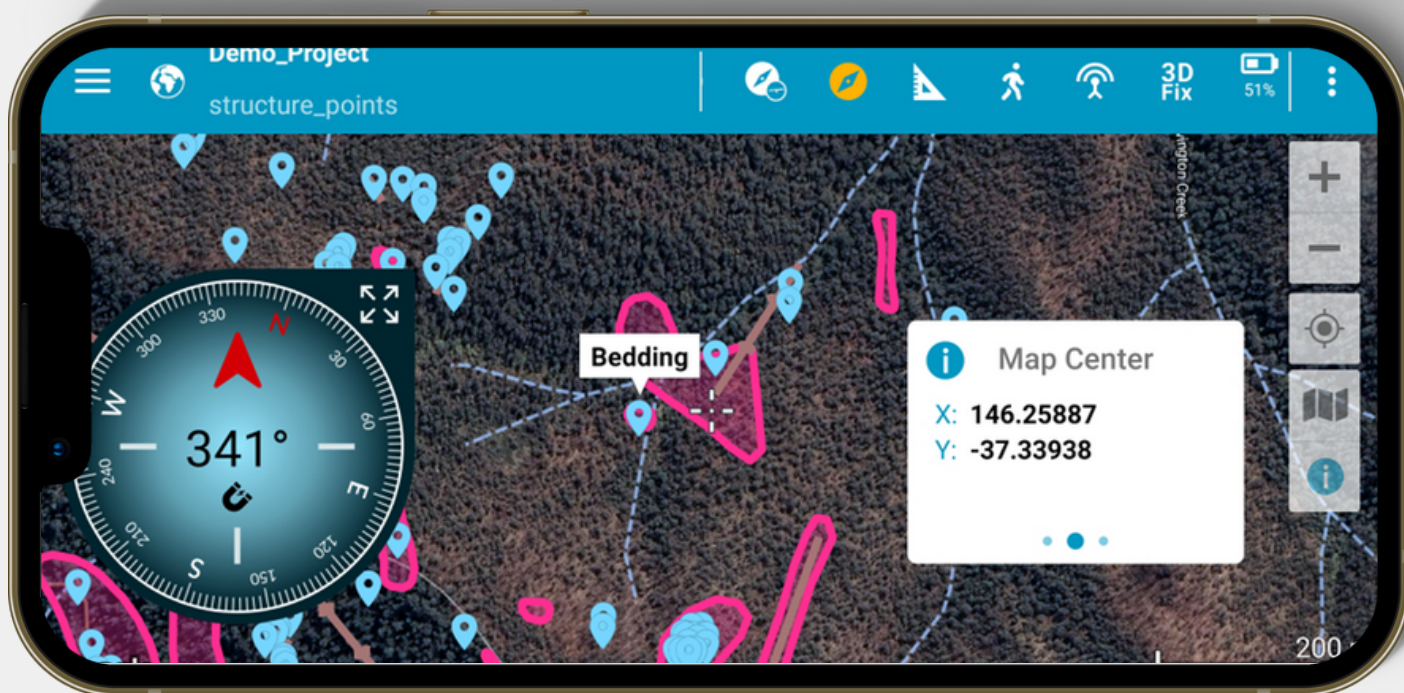 Demo_Project
structure_points
3D
Fix
51%
330
N
30
300
W
60
341°
240
E
210
120
S
150
Bedding
Map Center
X: 146.25887
Y: -37.33938
Creek
200